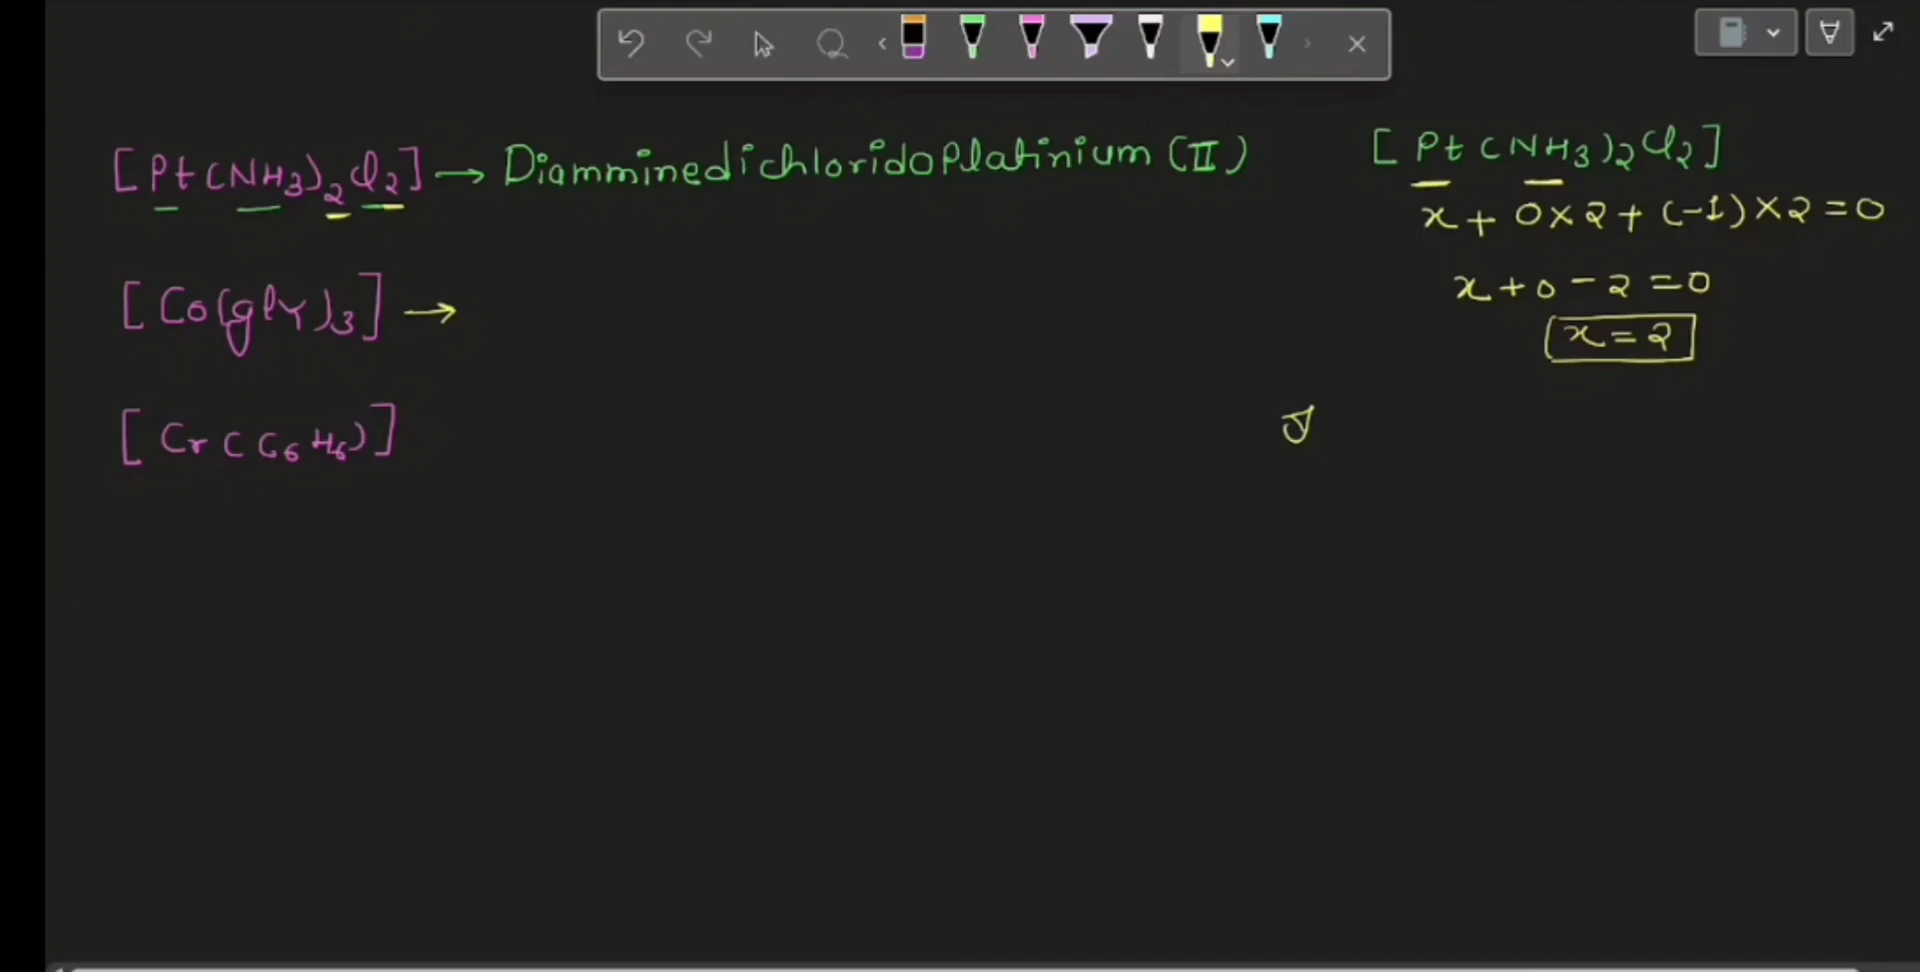 [Pt(NH3)2Cl2] → DiamminedichloridoPlatinium (II)
[Pt(NH3)2Cl2]
x + 0×2 + (-1)×2 = 0
x + 0 - 2 = 0
x = 2
[Co(glY)3] →
[Cr(C6H6)]